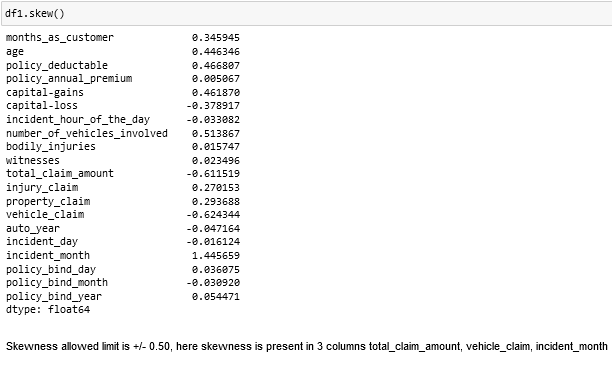 df1.skew()
months_as_customer 0.345945
age 0.446346
policy_deductable 0.466807
policy_annual_premium 0.005067
capital-gains 0.461870
capital-loss -0.378917
incident_hour_of_the_day -0.033082
number_of_vehicles_involved 0.513867
bodily_injuries 0.015747
witnesses 0.023496
total_claim_amount -0.611519
injury_claim 0.270153
property_claim 0.293688
vehicle_claim -0.624344
auto_year -0.047164
incident_day -0.016124
incident_month 1.445659
policy_bind_day 0.036075
policy_bind_month -0.030920
policy_bind_year 0.054471
dtype: float64
Skewness allowed limit is +/- 0.50, here skewness is present in 3 columns total_claim_amount, vehicle_claim, incident_month